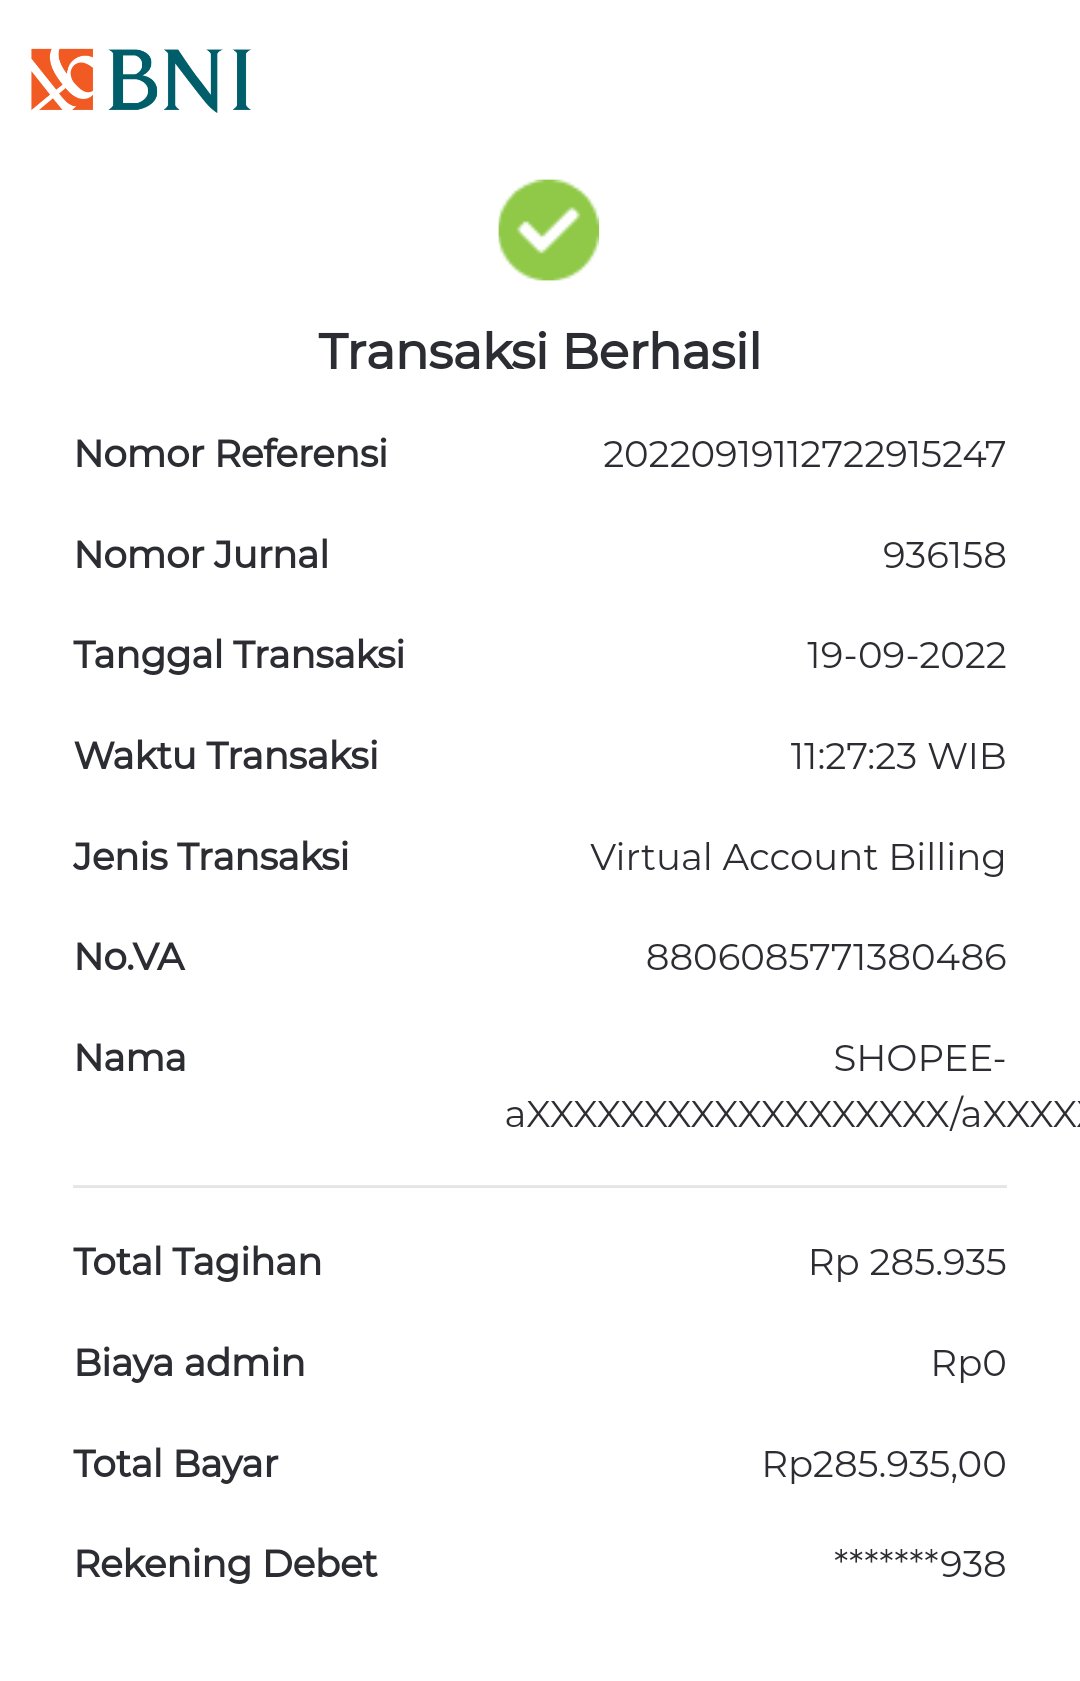 BNI
Transaksi Berhasil
Nomor Referensi 20220919112722915247
Nomor Jurnal 936158
Tanggal Transaksi 19-09-2022
Waktu Transaksi 11:27:23 WIB
Jenis Transaksi Virtual Account Billing
No.VA 8806085771380486
Nama SHOPEE-
aXXXXXXXXXXXXXXXXXX/aXXXX
Total Tagihan Rp 285.935
Biaya admin Rp0
Total Bayar Rp285.935,00
Rekening Debet *******938